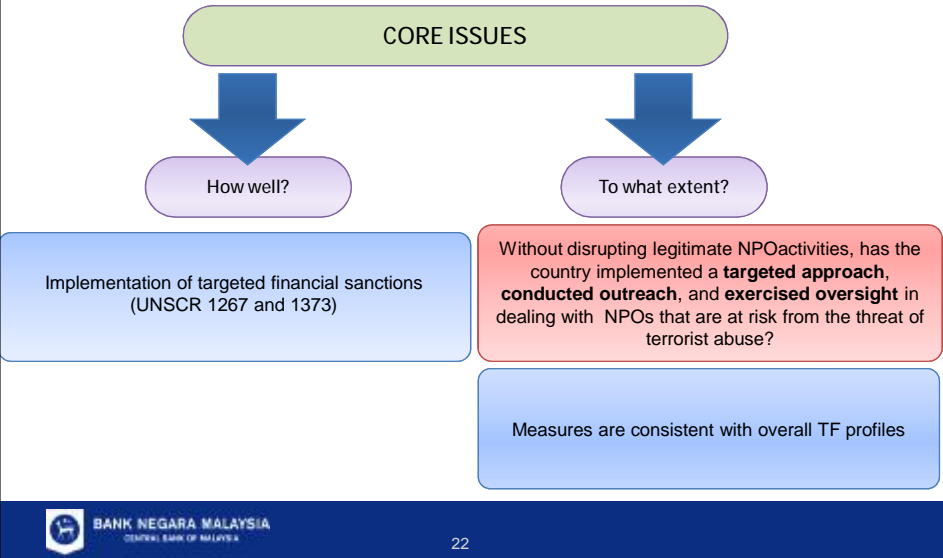 CORE ISSUES
How well?
To what extent?
Implementation of targeted financial sanctions
(UNSCR 1267 and 1373)
Without disrupting legitimate NPOactivities, has the
country implemented a targeted approach,
conducted outreach, and exercised oversight in
dealing with NPOs that are at risk from the threat of
terrorist abuse?
Measures are consistent with overall TF profiles
BANK NEGARA MALAYSIA
CENTRAL BANK OF MALAYSIA
22